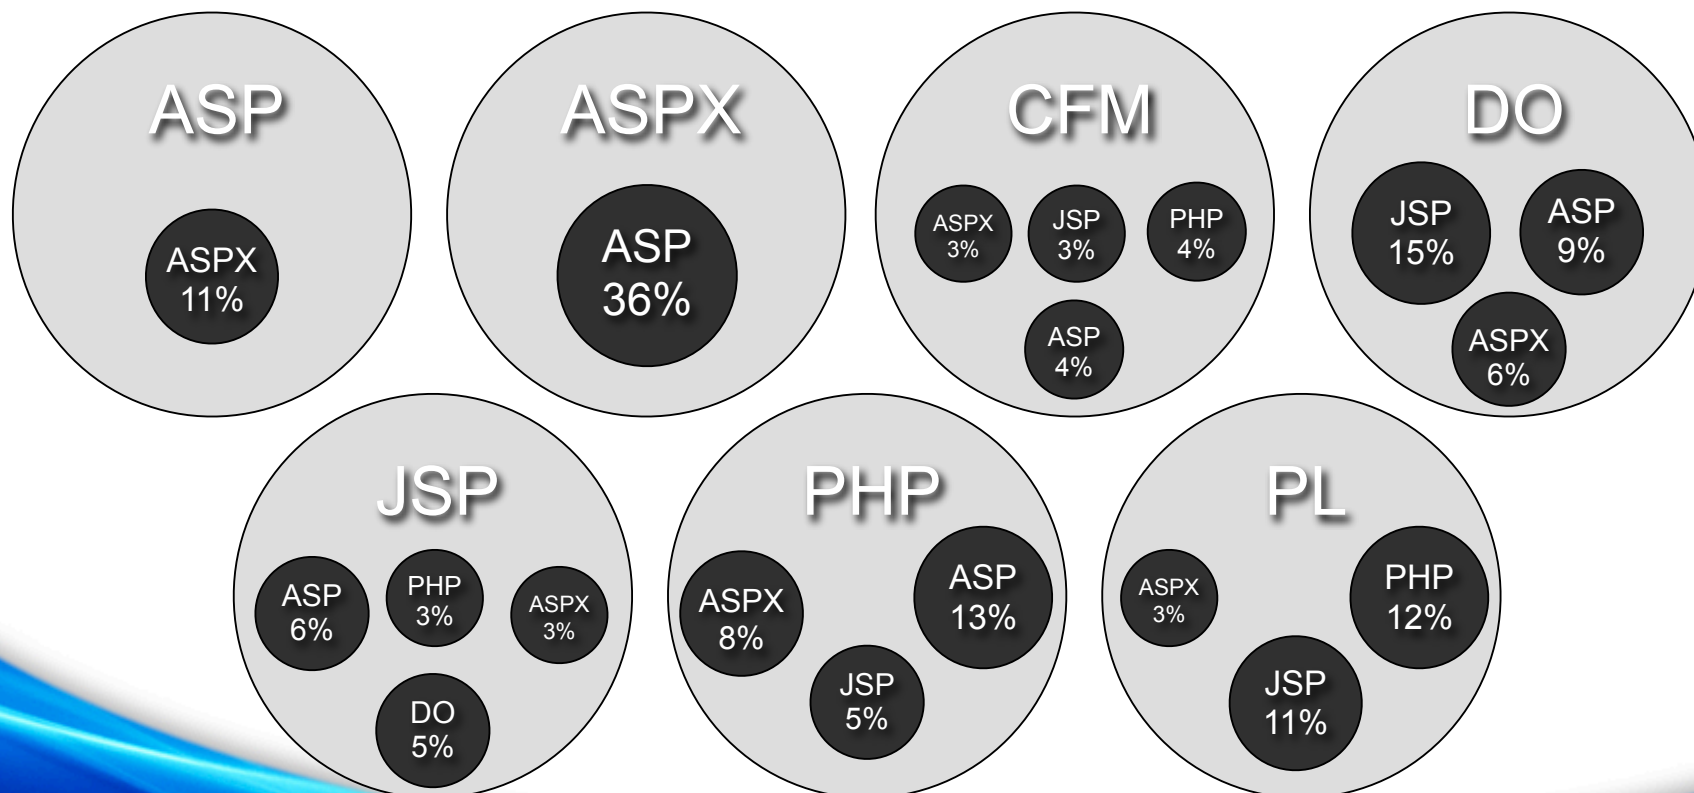 ASP
ASPX
11%
ASPX
ASP
36%
CFM
ASPX
3%
JSP
3%
PHP
4%
ASP
4%
DO
JSP
15%
ASP
9%
ASPX
6%
JSP
ASP
6%
PHP
3%
ASPX
3%
DO
5%
PHP
ASPX
8%
JSP
5%
ASP
13%
PL
ASPX
3%
JSP
11%
PHP
12%